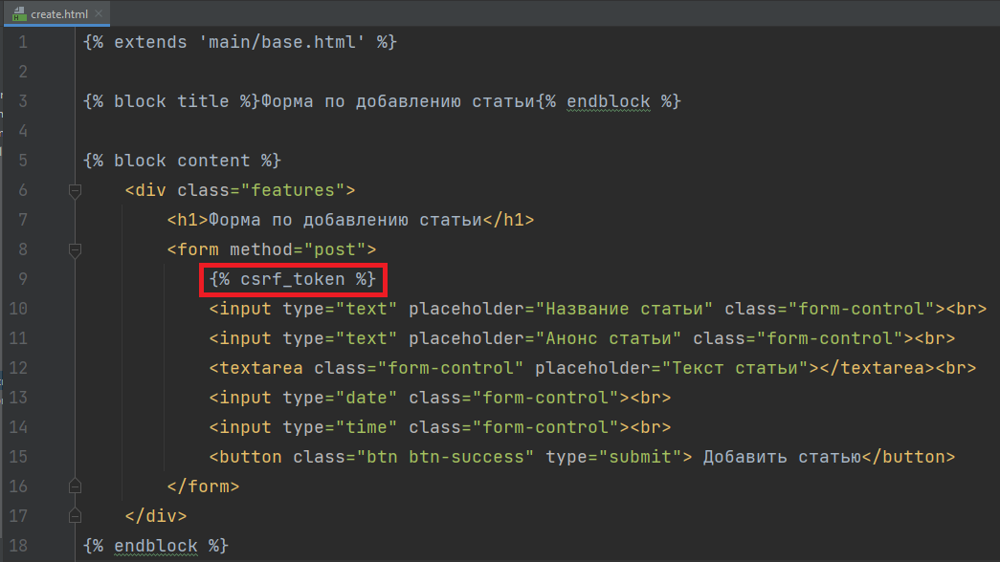 create.html
1 {% extends 'main/base.html' %}
2
3 {% block title %}Форма по добавлению статьи{% endblock %}
4
5 {% block content %}
6 <div class="features">
7 <h1>Форма по добавлению статьи</h1>
8 <form method="post">
9 {% csrf_token %}
10 <input type="text" placeholder="Название статьи" class="form-control"><br>
11 <input type="text" placeholder="Анонс статьи" class="form-control"><br>
12 <textarea class="form-control" placeholder="Текст статьи"></textarea><br>
13 <input type="date" class="form-control"><br>
14 <input type="time" class="form-control"><br>
15 <button class="btn btn-success" type="submit"> Добавить статью</button>
16 </form>
17 </div>
18 {% endblock %}